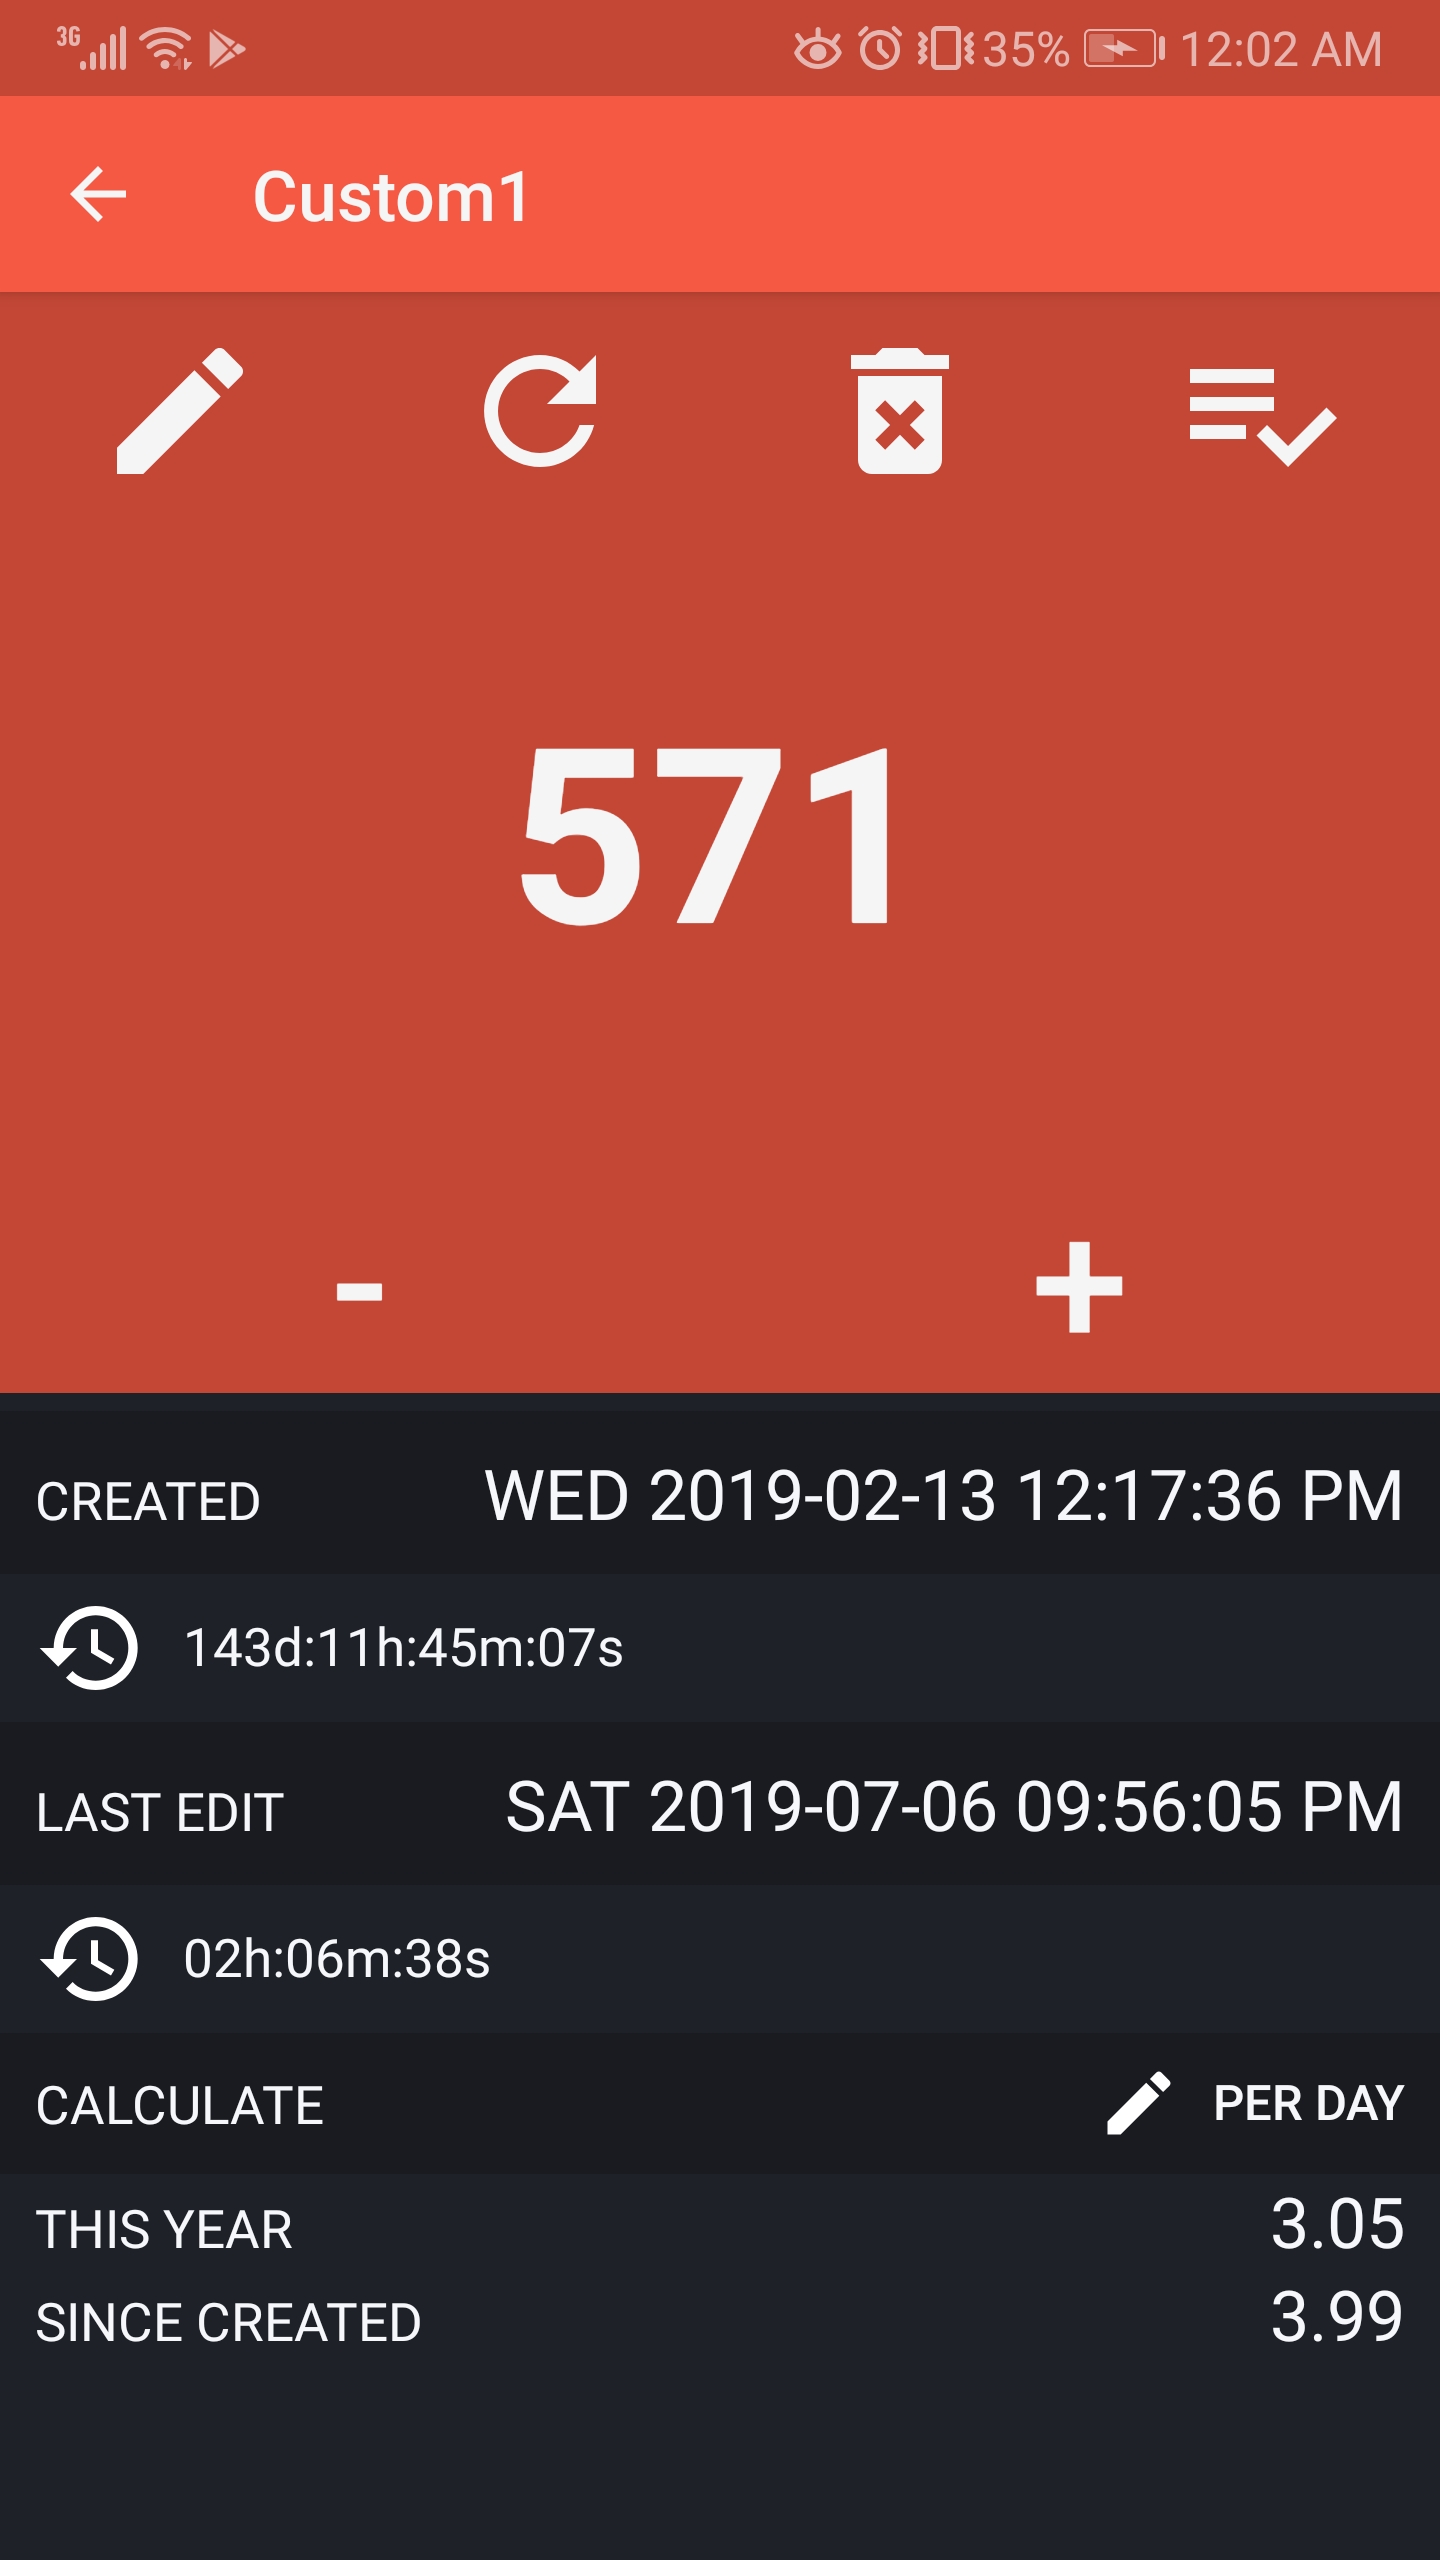 3G 35% 12:02 AM
Custom1
571
- +
CREATED WED 2019-02-13 12:17:36 PM
143d:11h:45m:07s
LAST EDIT SAT 2019-07-06 09:56:05 PM
02h:06m:38s
CALCULATE PER DAY
THIS YEAR 3.05
SINCE CREATED 3.99